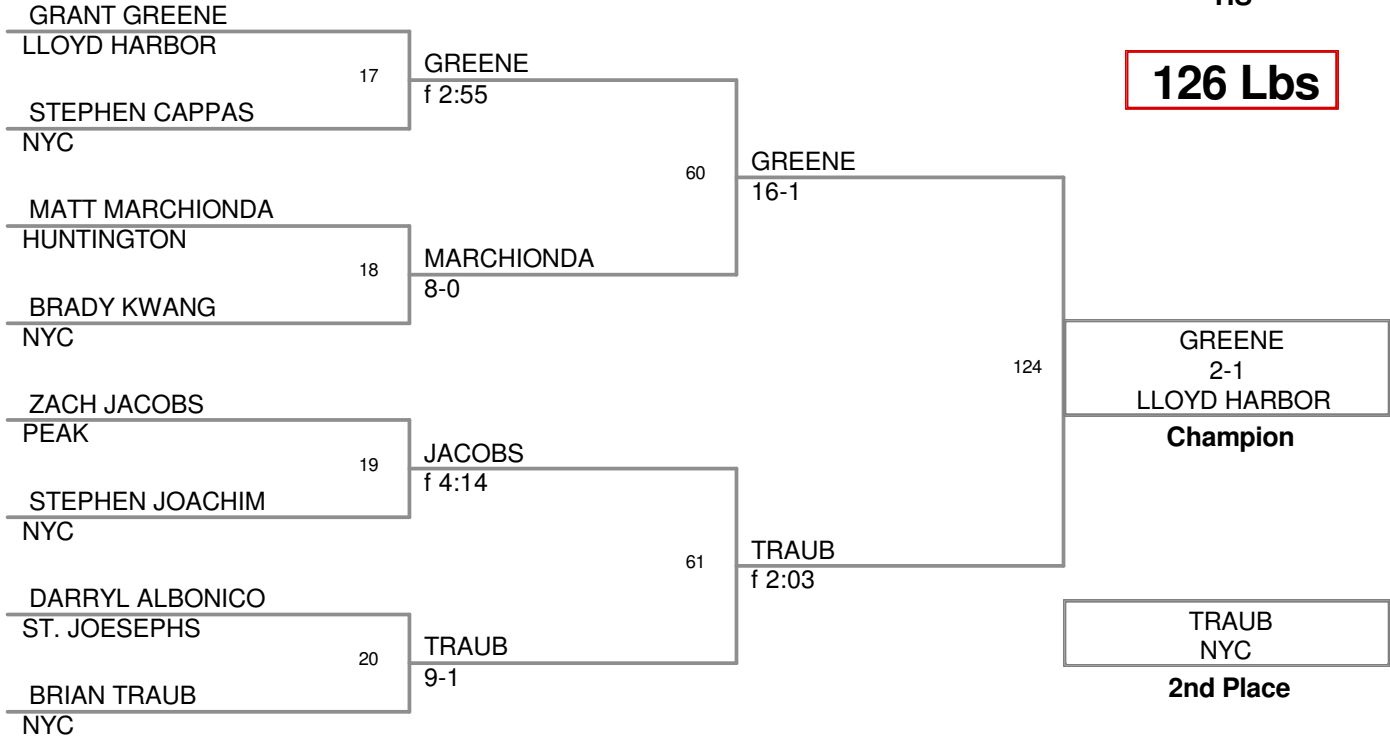 HS
GRANT GREENE
LLOYD HARBOR
17
GREENE
f 2:55
STEPHEN CAPPAS
NYC
126 Lbs
60
GREENE
16-1
MATT MARCHIONDA
HUNTINGTON
18
MARCHIONDA
8-0
BRADY KWANG
NYC
124
GREENE
2-1
LLOYD HARBOR
Champion
ZACH JACOBS
PEAK
19
JACOBS
f 4:14
STEPHEN JOACHIM
NYC
61
TRAUB
f 2:03
DARRYL ALBONICO
ST. JOESEPHS
20
TRAUB
9-1
BRIAN TRAUB
NYC
TRAUB
NYC
2nd Place